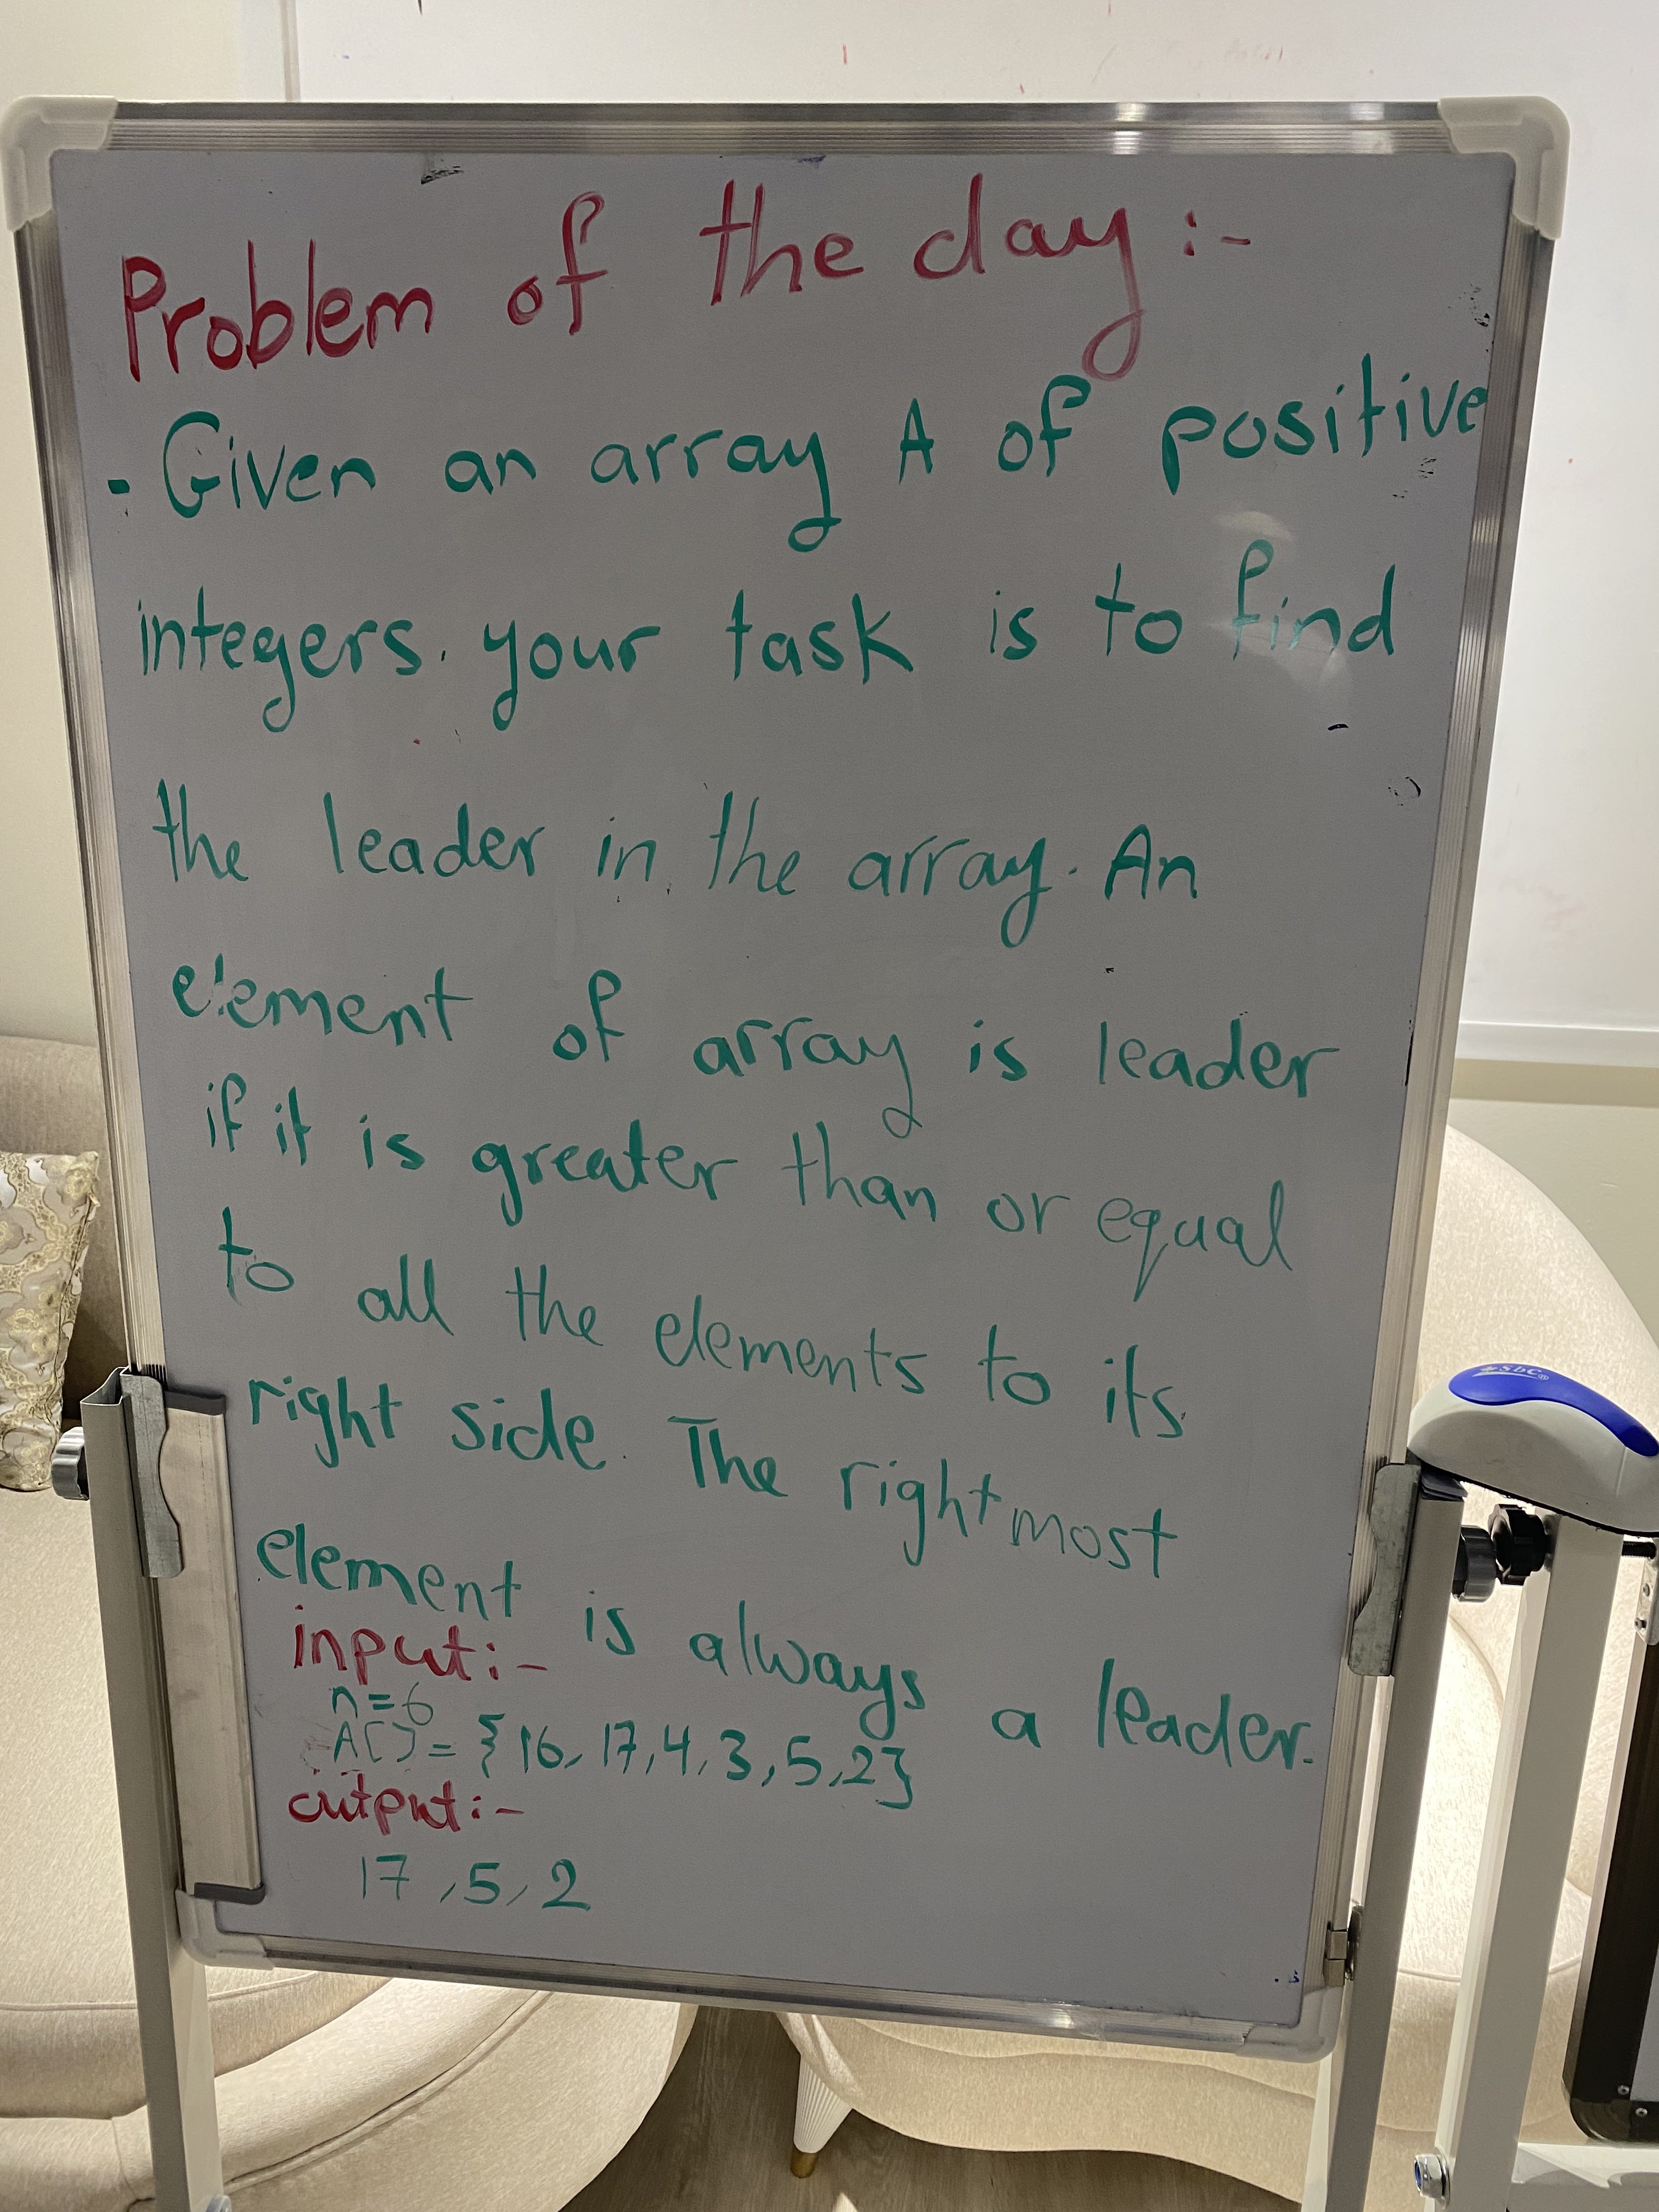 Problem of the day :-
- Given an array A of positive
integers. your task is to find
the leader in the array. An
element of array is leader
if it is greater than or equal
to all the elements to its
right side. The rightmost
element is always a leader.
input:-
n=6
A[]={16,17,4,3,5,2}
output:-
17,5,2
SbC®